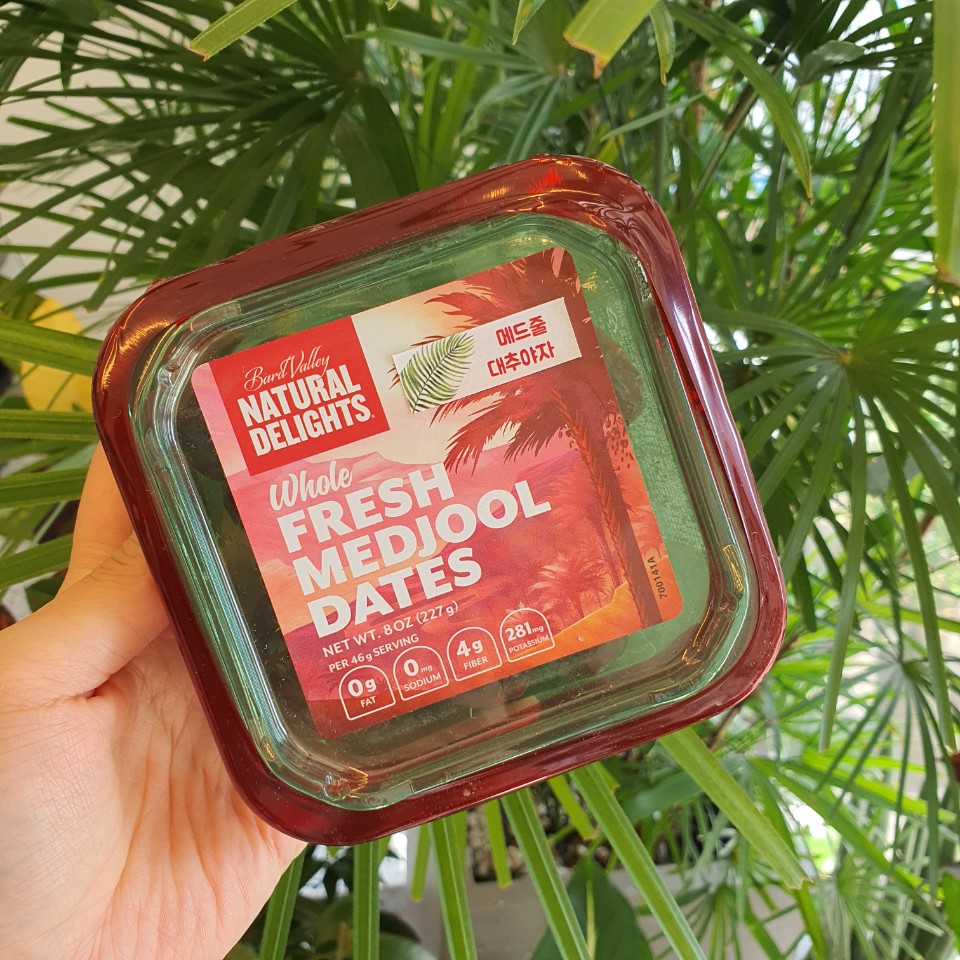 Bard Valley
NATURAL
DELIGHTS.
메드줄
대추야자
Whole
FRESH
MEDJOOL
DATES
NET WT. 8 OZ (227 g)
PER 46 g SERVING
0g
FAT
0mg
SODIUM
4g
FIBER
281mg
POTASSIUM
70014 1A